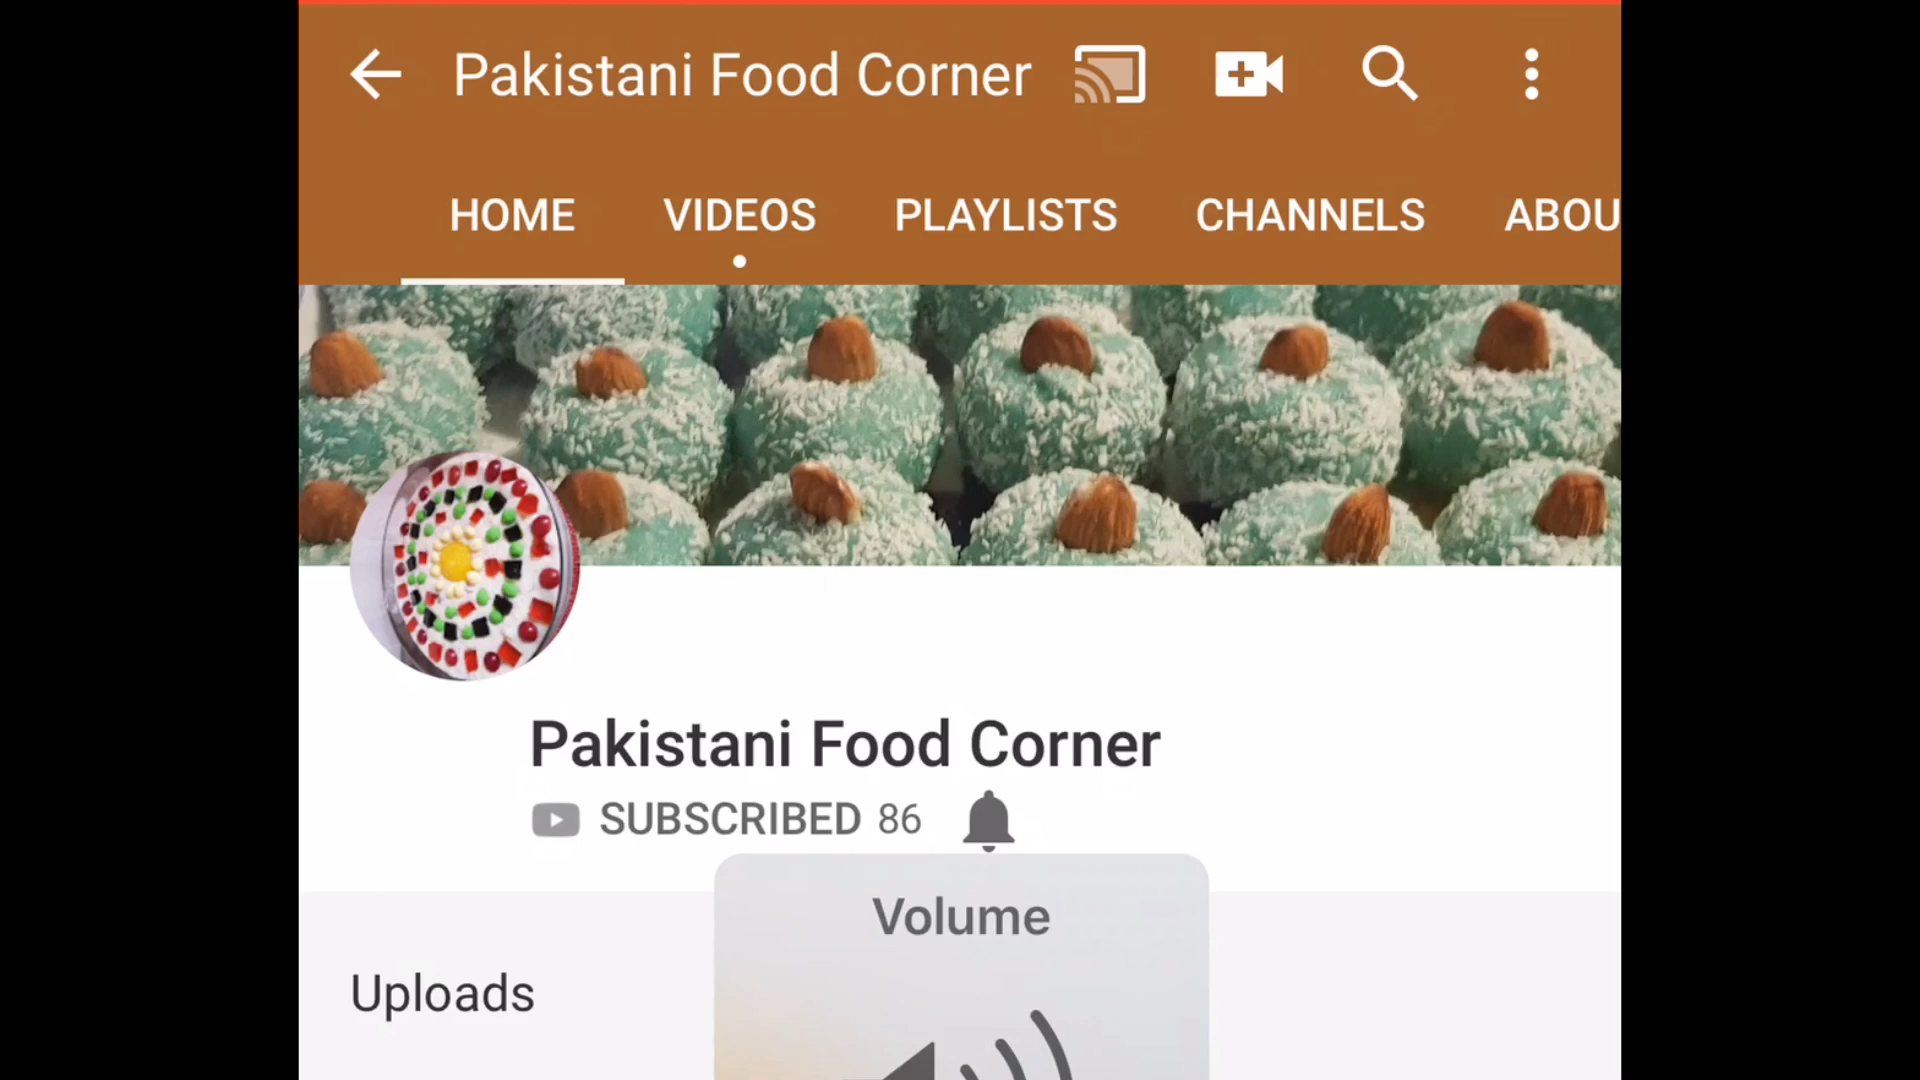 Pakistani Food Corner
HOME VIDEOS PLAYLISTS CHANNELS ABOU
Pakistani Food Corner
SUBSCRIBED 86
Volume
Uploads